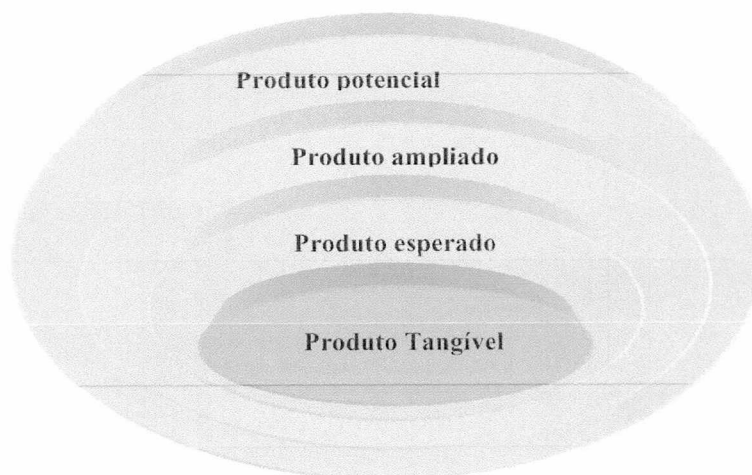 Produto potencial
Produto ampliado
Produto esperado
Produto Tangível